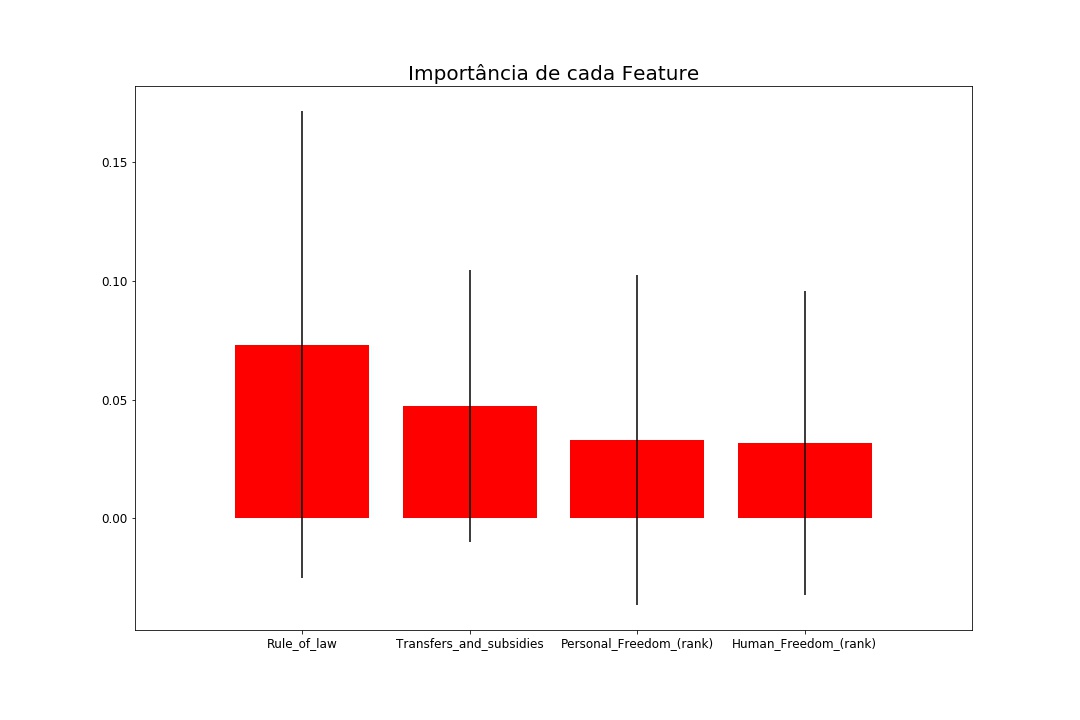 Importância de cada Feature
0.15
0.10
0.05
0.00
Rule_of_law Transfers_and_subsidies Personal_Freedom_(rank) Human_Freedom_(rank)